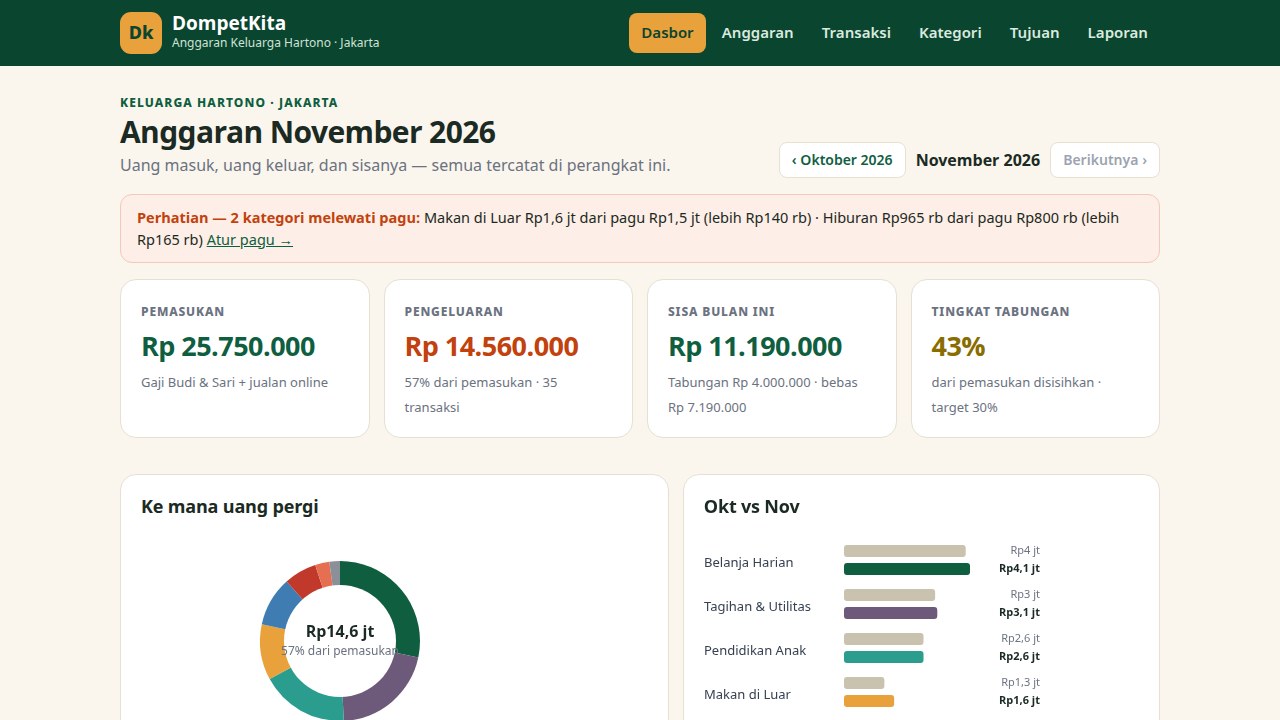 Dk
DompetKita
Anggaran Keluarga Hartono · Jakarta
Dasbor
Anggaran
Transaksi
Kategori
Tujuan
Laporan
KELUARGA HARTONO · JAKARTA
Anggaran November 2026
Uang masuk, uang keluar, dan sisanya — semua tercatat di perangkat ini.
‹ Oktober 2026
November 2026
Berikutnya ›
Perhatian — 2 kategori melewati pagu: Makan di Luar Rp1,6 jt dari pagu Rp1,5 jt (lebih Rp140 rb) · Hiburan Rp965 rb dari pagu Rp800 rb (lebih
Rp165 rb) Atur pagu →
PEMASUKAN
Rp 25.750.000
Gaji Budi & Sari + jualan online
PENGELUARAN
Rp 14.560.000
57% dari pemasukan · 35
transaksi
SISA BULAN INI
Rp 11.190.000
Tabungan Rp 4.000.000 · bebas
Rp 7.190.000
TINGKAT TABUNGAN
43%
dari pemasukan disisihkan ·
target 30%
Ke mana uang pergi
Rp14,6 jt
57% dari pemasukan
Okt vs Nov
Belanja Harian
Rp4 jt
Rp4,1 jt
Tagihan & Utilitas
Rp3 jt
Rp3,1 jt
Pendidikan Anak
Rp2,6 jt
Rp2,6 jt
Makan di Luar
Rp1,3 jt
Rp1,6 jt